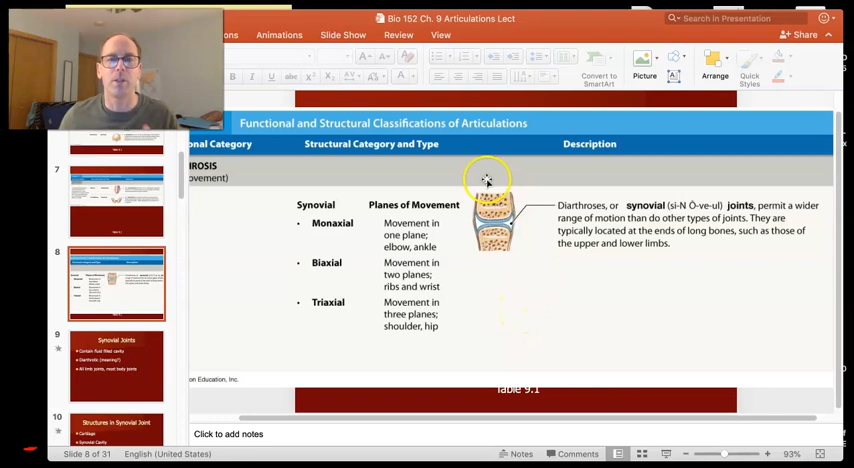 Bio 152 Ch. 9 Articulations Lect
Search in Presentation
Animations
Slide Show
Review
View
Share
B
I
U
abc
Convert to
SmartArt
Picture
Arrange
Quick
Styles
Functional and Structural Classifications of Articulations
onal Category
Structural Category and Type
Description
HROSIS
ovement)
Synovial
Planes of Movement
• Monaxial
Movement in
one plane;
elbow, ankle
• Biaxial
Movement in
two planes;
ribs and wrist
• Triaxial
Movement in
three planes;
shoulder, hip
Diarthroses, or synovial (si-N Ō-ve-ul) joints, permit a wider
range of motion than do other types of joints. They are
typically located at the ends of long bones, such as those of
the upper and lower limbs.
on Education, Inc.
Table 9.1
7
8
9
Synovial Joints
Contain fluid filled cavity
Diarthrotic (meaning?)
All limb joints, most body joints
10
Structures in Synovial Joint
Cartilage
Synovial Cavity
Click to add notes
Slide 8 of 31
English (United States)
Notes
Comments
93%